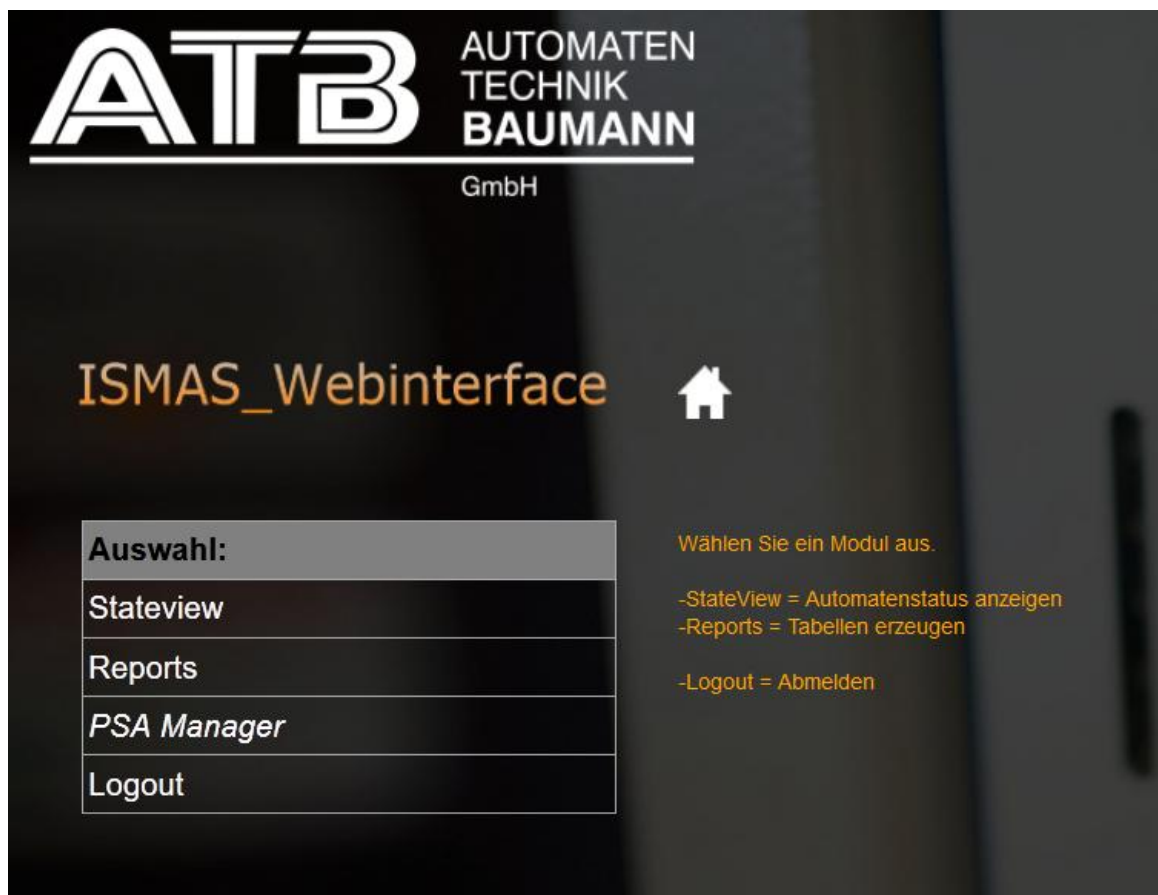 ATB
AUTOMATEN
TECHNIK
BAUMANN
GmbH
ISMAS_Webinterface
Auswahl:
Stateview
Reports
PSA Manager
Logout
Wählen Sie ein Modul aus.
-StateView = Automatenstatus anzeigen
-Reports = Tabellen erzeugen
-Logout = Abmelden